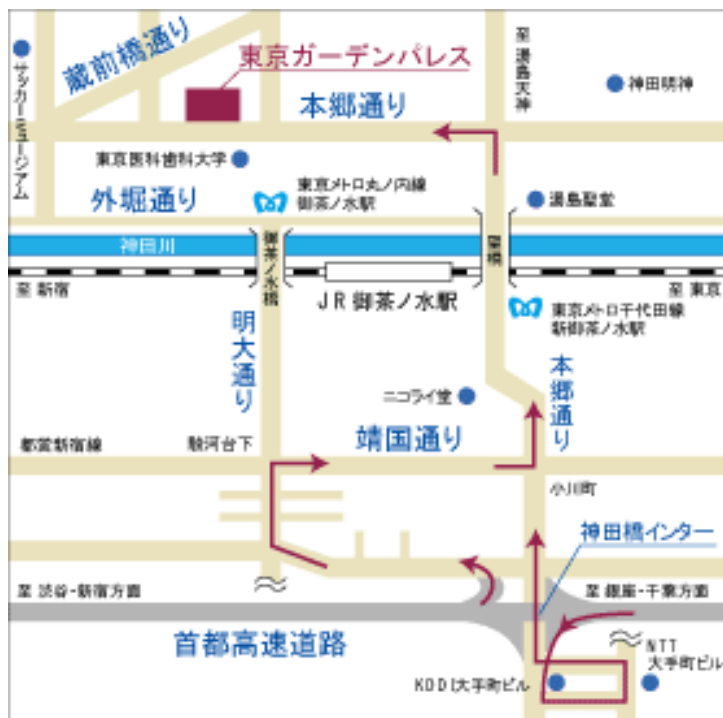 至湯島天神
蔵前橋通り
サッカーミュージアム
東京ガーデンパレス
神田明神
本郷通り
東京医科歯科大学
東京メトロ丸ノ内線
御茶ノ水駅
外堀通り
湯島聖堂
神田川
御茶ノ水橋
聖橋
至 新宿
JR 御茶ノ水駅
至 東京
東京メトロ千代田線
新御茶ノ水駅
明大通り
本郷通り
ニコライ堂
都営新宿線
駿河台下
靖国通り
小川町
神田橋インター
至 渋谷・新宿方面
至 銀座・千葉方面
首都高速道路
NTT
大手町ビル
KDDI大手町ビル